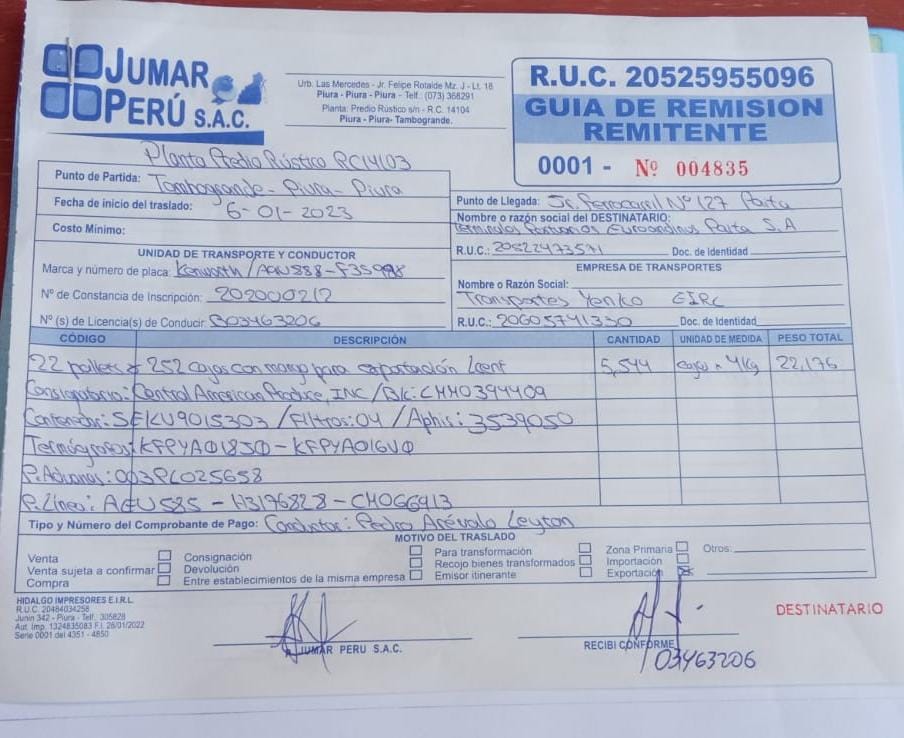 JUMAR
PERÚ S.A.C.
Urb. Las Mercedes - Jr. Felipe Rotalde Mz. J - Lt. 18
Piura - Piura - Piura - Telf.: (073) 368291
Planta: Predio Rústico s/n - R.C. 14104
Piura - Piura- Tambogrande.
R.U.C. 20525955096
GUIA DE REMISION
REMITENTE
0001 - Nº 004835
Planta Predio Rústico RC14103
Punto de Partida: Tambogrande - Piura - Piura
Fecha de inicio del traslado: 6-01-2023
Costo Mínimo:
Punto de Llegada: Jr. Ferrocarril Nº 127 Paita
Nombre o razón social del DESTINATARIO:
Terminales Portuarios Euroandinos Paita S.A
R.U.C.: 20522473571 Doc. de Identidad
UNIDAD DE TRANSPORTE Y CONDUCTOR
Marca y número de placa: Kenworth /
Nº de Constancia de Inscripción:
Nº (s) de Licencia(s) de Conducir: B03463206
EMPRESA DE TRANSPORTES
Nombre o Razón Social:
Transportes Yenko
R.U.C.: 20605741330 Doc. de Identidad
CÓDIGO DESCRIPCIÓN CANTIDAD UNIDAD DE MEDIDA PESO TOTAL
22 pallets x 252 cajas con mango para exportación Kent 5,544 cajas x 4kg 22,176
Consignatario: Central American Produce, INC / Bk: CMM0394409
Contenedor: SEKU9015303 / Filtros: 04 / Aphis: 3539050
Termógrafos: KFPYA01850 - KFPYA016V0
P. Aduanas: 003PL025658
P. Línea: - H3176828 - CM066913
Tipo y Número del Comprobante de Pago: Conductor: Pedro Arévalo Leyton
MOTIVO DEL TRASLADO
Venta
Venta sujeta a confirmar
Compra
Consignación
Devolución
Entre establecimientos de la misma empresa
Para transformación
Recojo bienes transformados
Emisor itinerante
Zona Primaria
Importación
Exportación
Otros:
HIDALGO IMPRESORES E.I.R.L.
R.U.C. 20484034258
Junin 342 - Piura - Telf. 305828
Aut. Imp. 1324835083 F.I. 28/01/2022
Serie 0001 del 4351 - 4850
JUMAR PERU S.A.C.
RECIBI CONFORME
03463206
DESTINATARIO